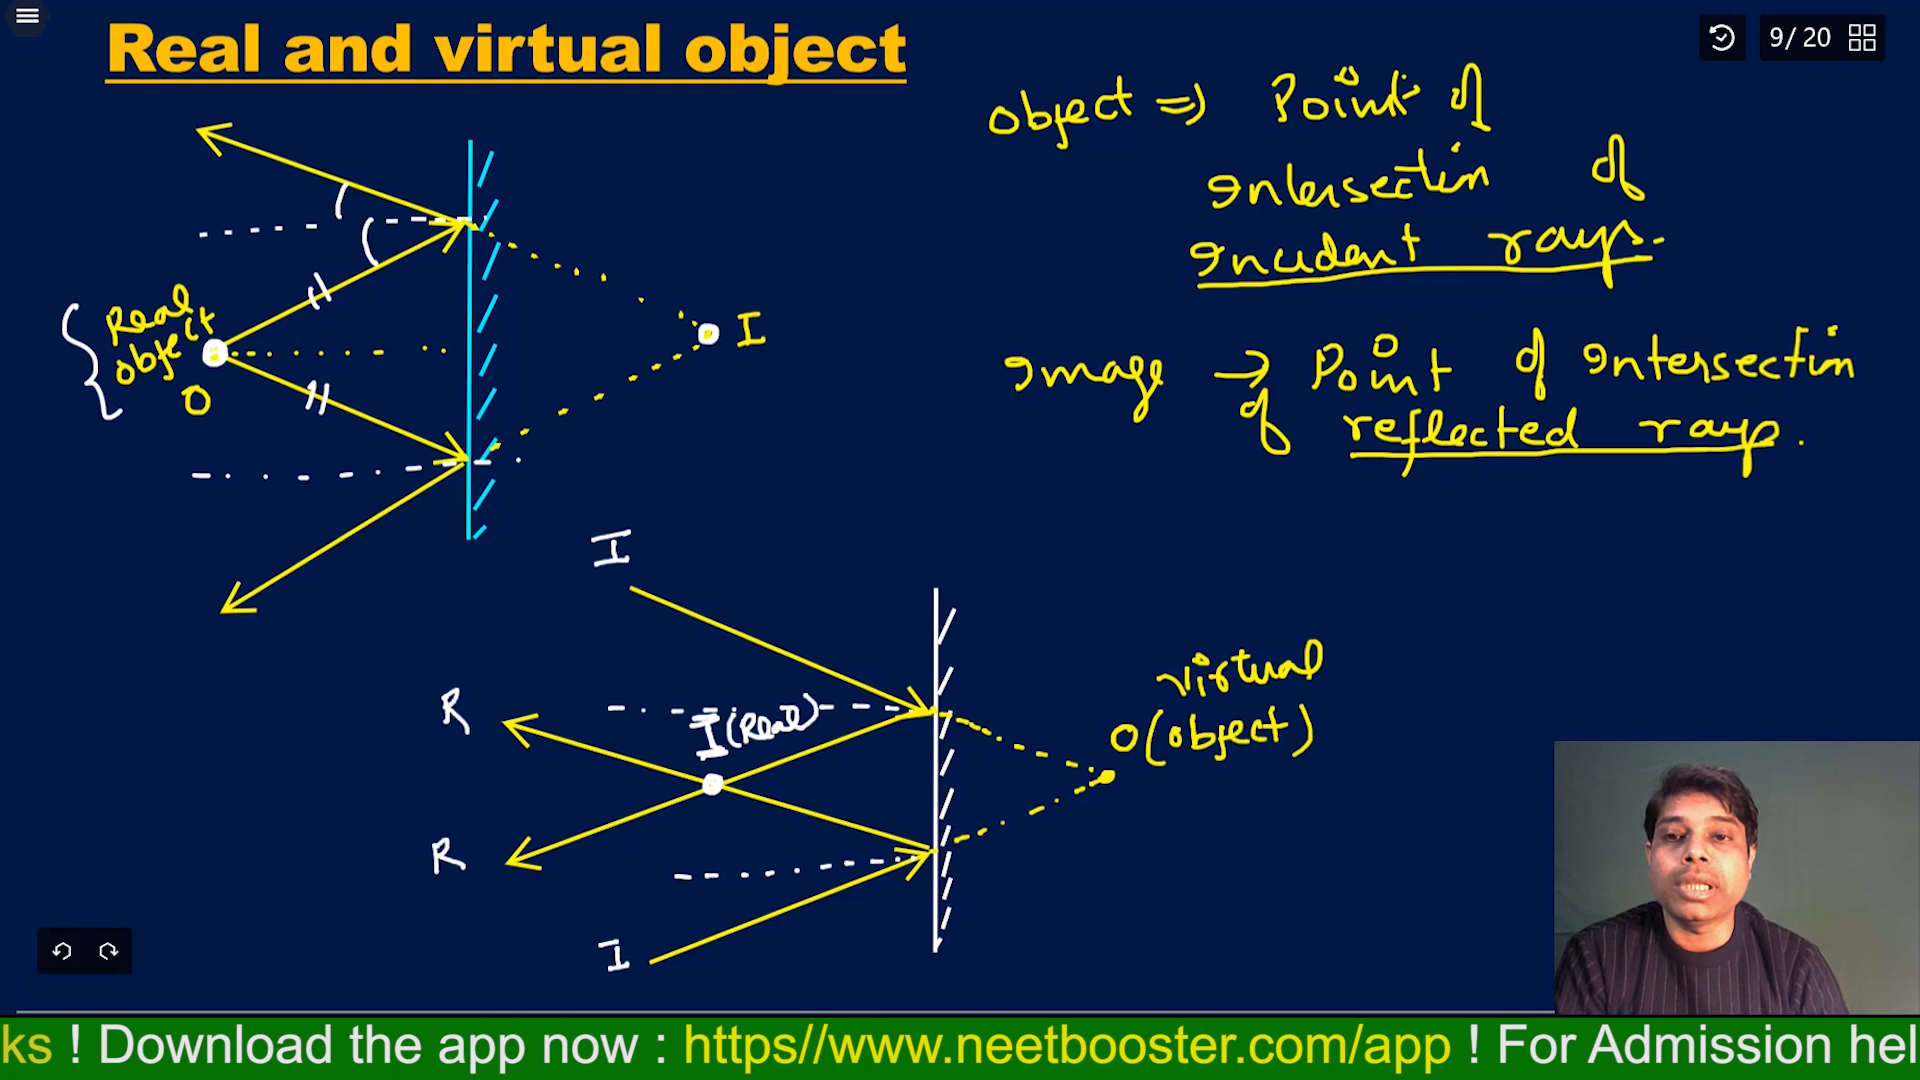 Real and virtual object
9/ 20
object ⇒ Point of
Intersection of
Incident rays.
Image → Point of Intersection
of reflected rays.
Real
object
O
I
I
R
I (Real)
R
I
virtual
O (object)
ks ! Download the app now : https//www.neetbooster.com/app ! For Admission hel